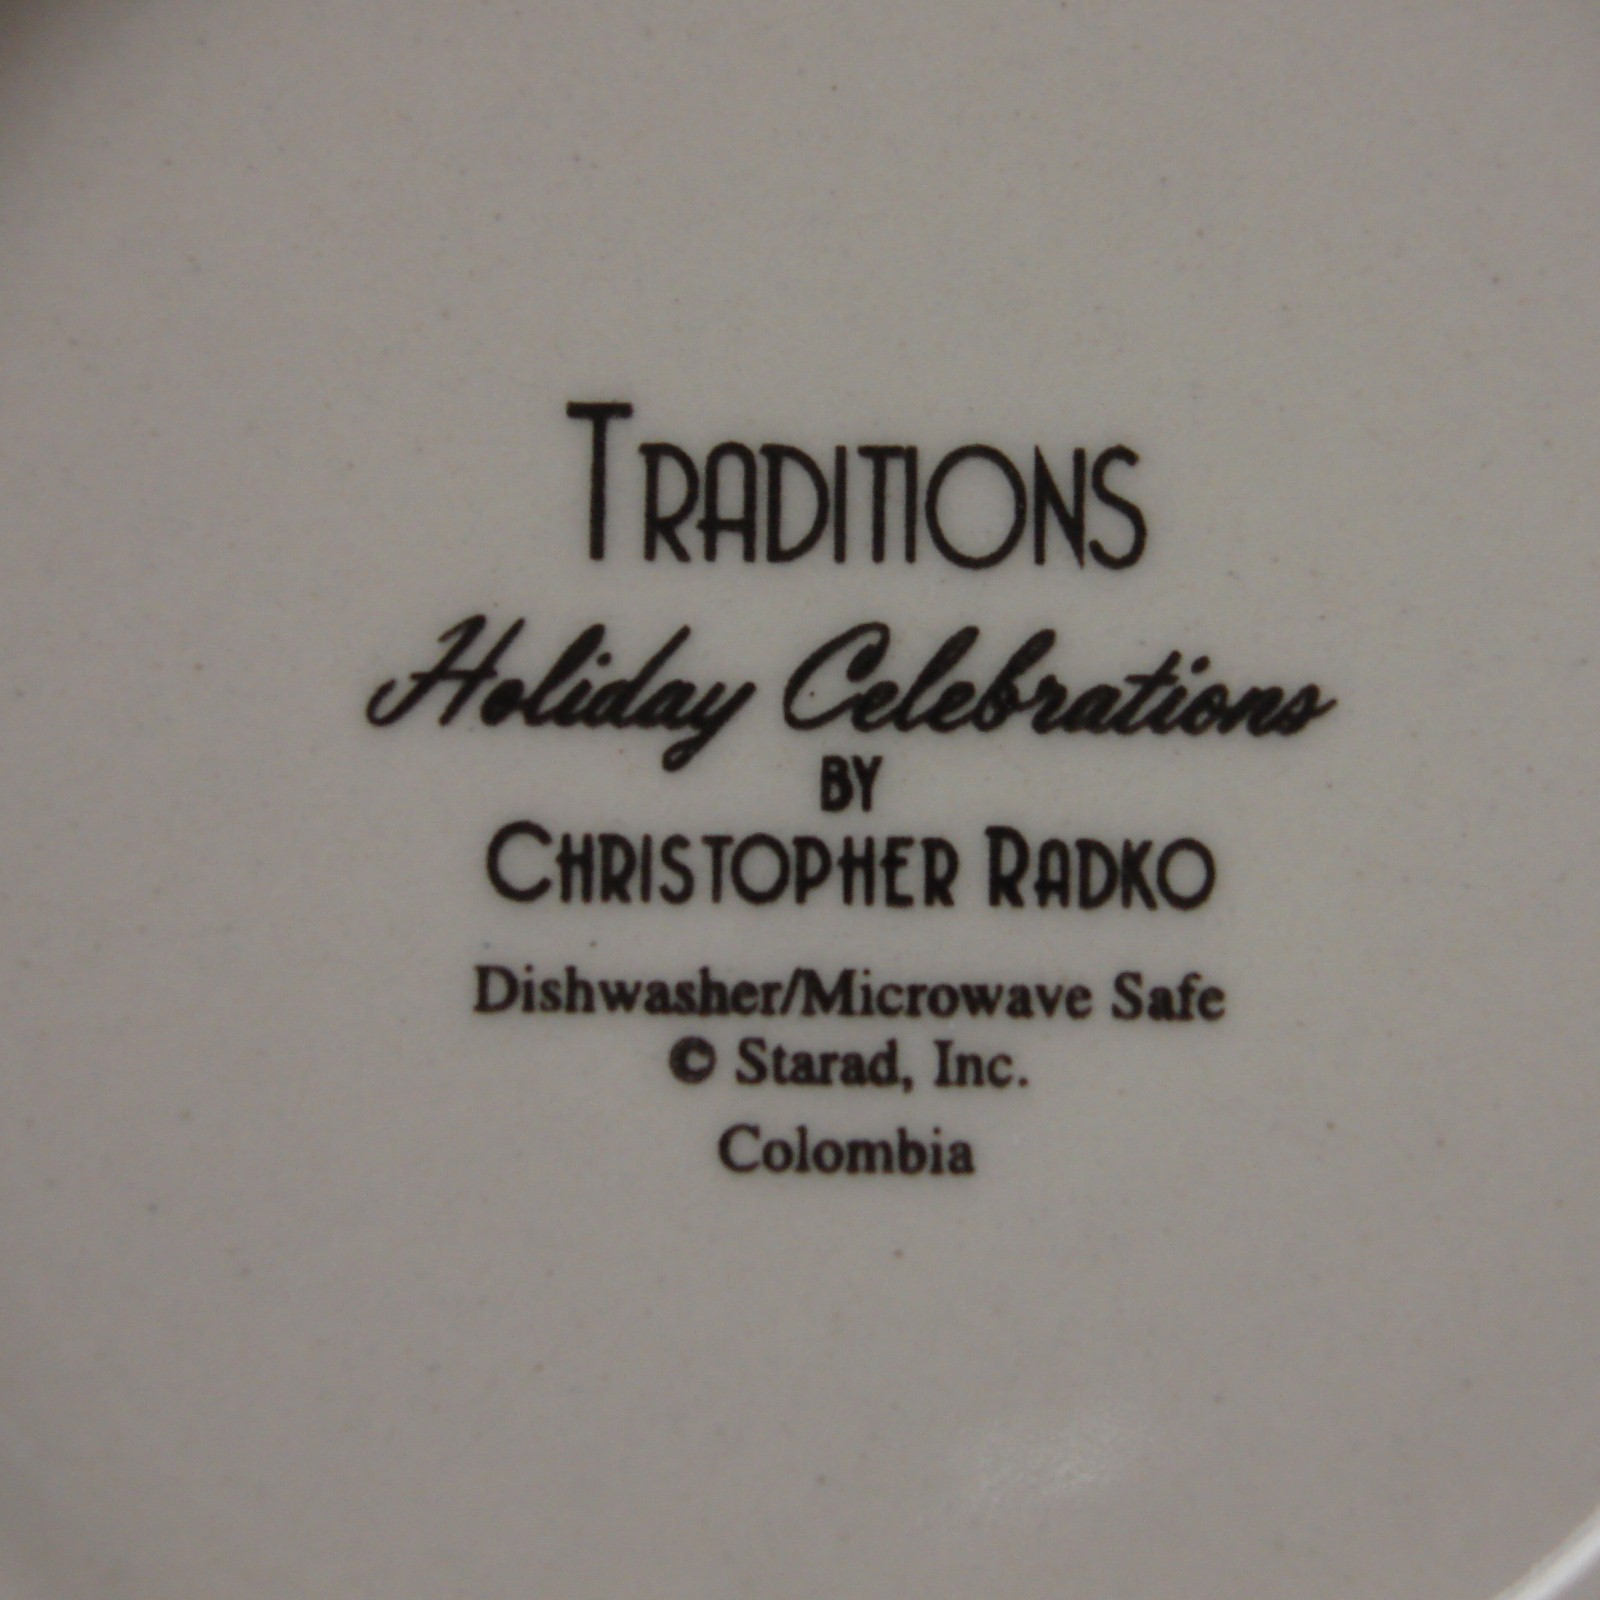 TRADITIONS
Holiday Celebrations
BY
CHRISTOPHER RADKO
Dishwasher/Microwave Safe
© Starad, Inc.
Colombia